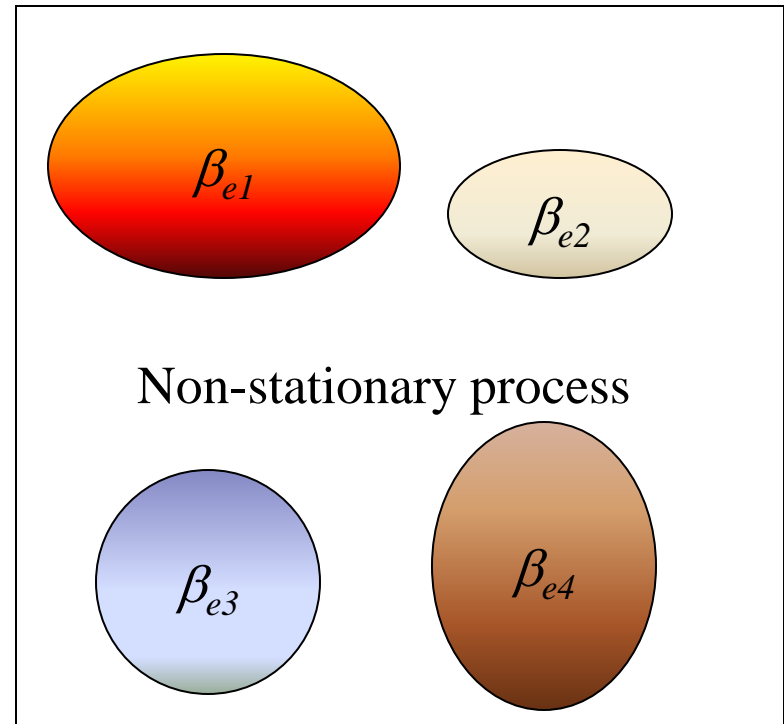 βe1
βe2
Non-stationary process
βe3
βe4